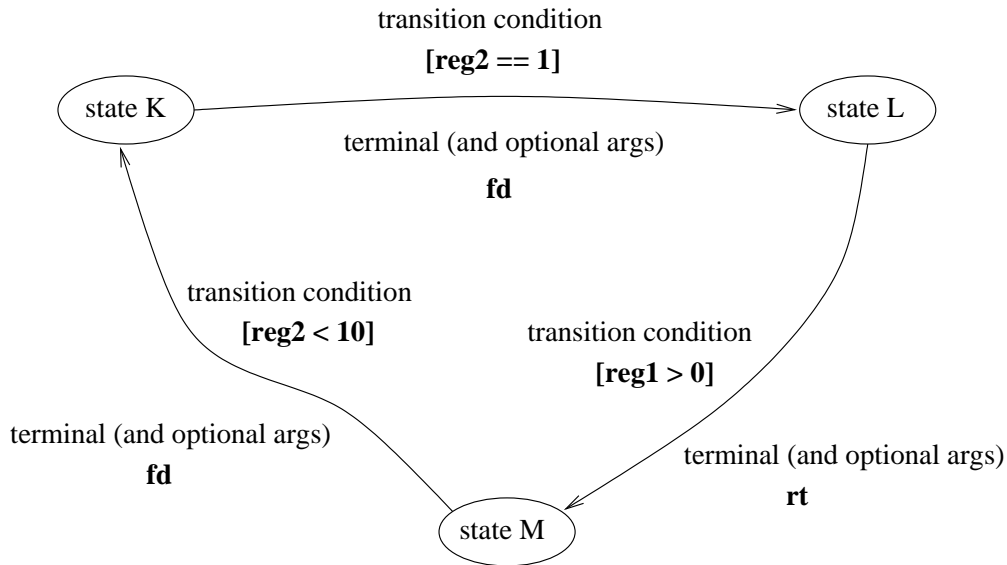 transition condition
[reg2 == 1]
state K
state L
terminal (and optional args)
fd
transition condition
[reg2 < 10]
transition condition
[reg1 > 0]
terminal (and optional args)
fd
terminal (and optional args)
rt
state M